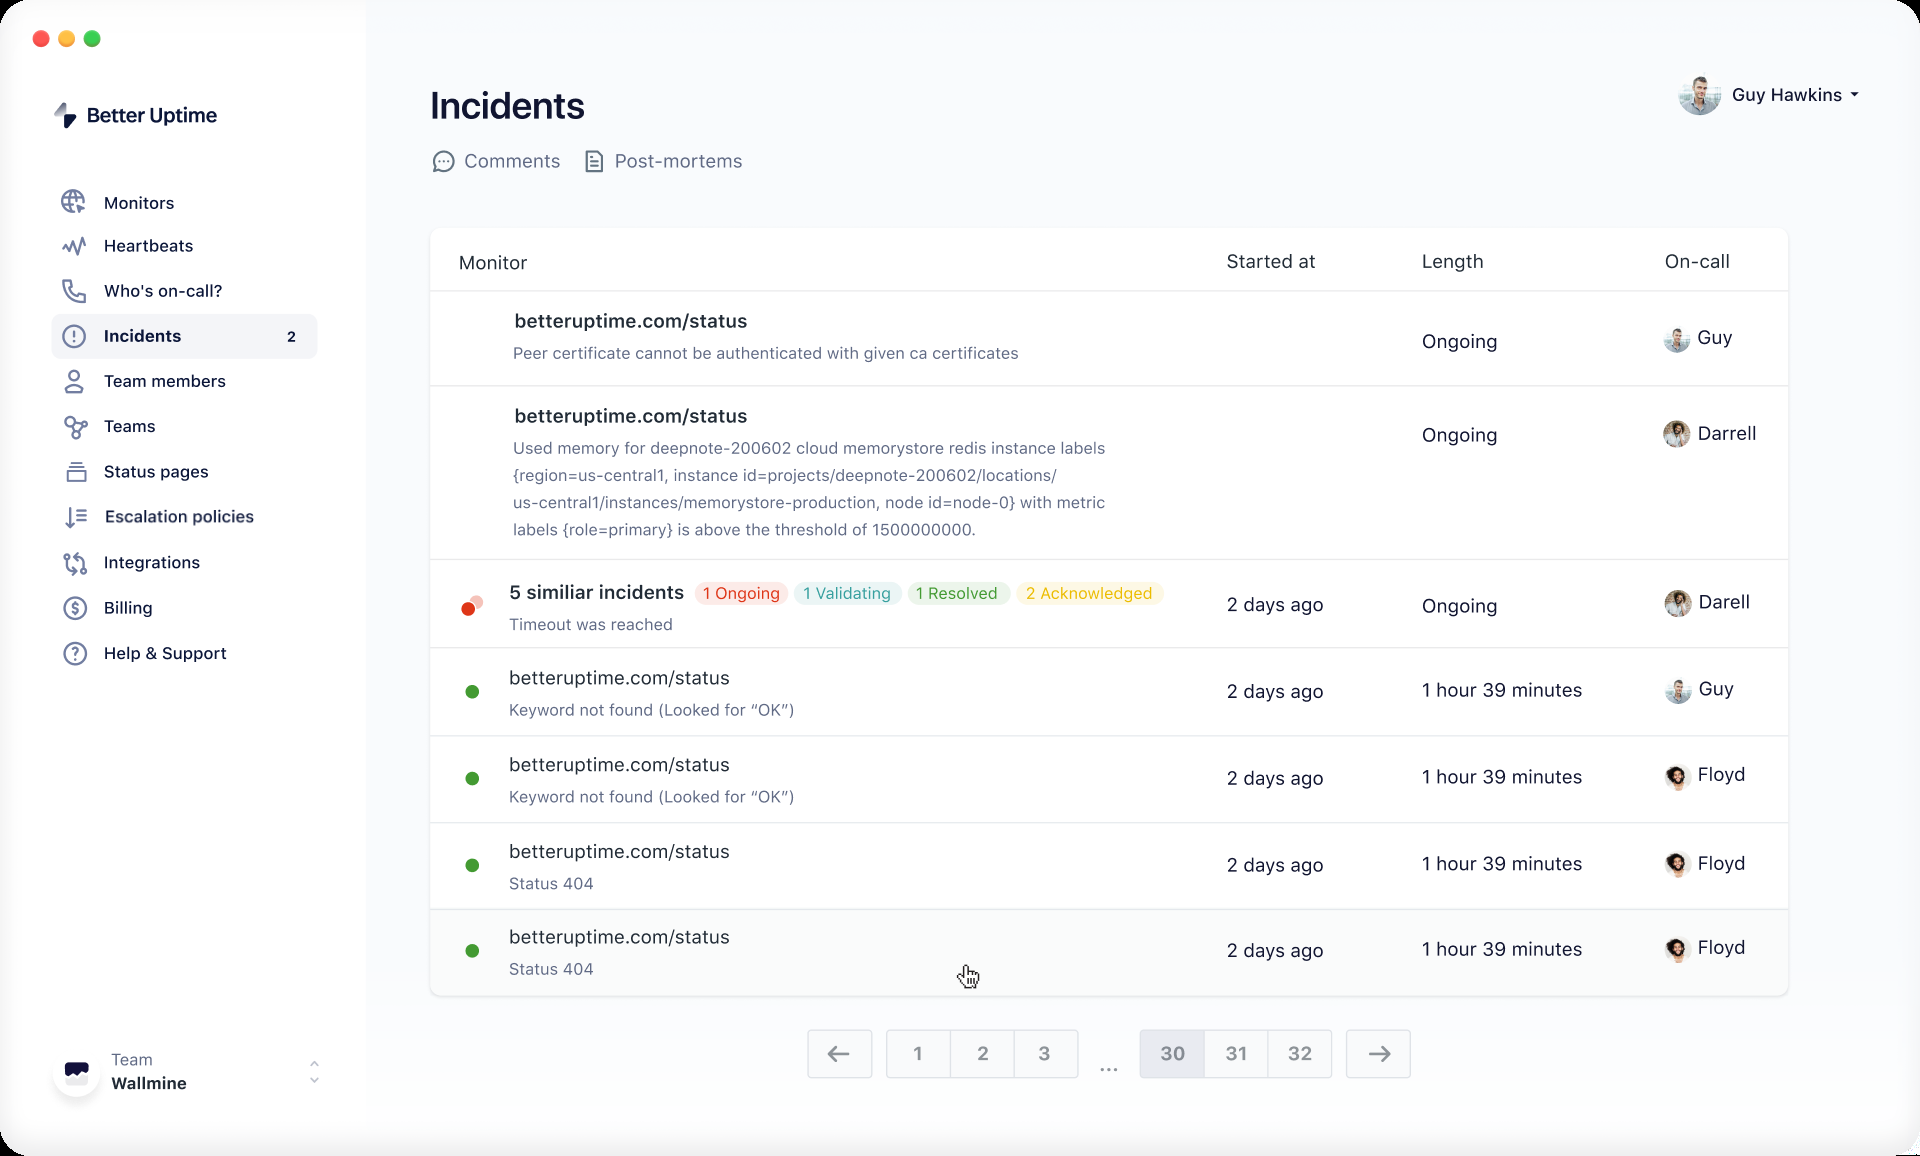 Better Uptime
Monitors
Heartbeats
Who's on-call?
Incidents 2
Team members
Teams
Status pages
Escalation policies
Integrations
Billing
Help & Support
Team
Wallmine
Incidents
Guy Hawkins
Comments Post-mortems
Monitor Started at Length On-call
betteruptime.com/status
Peer certificate cannot be authenticated with given ca certificates
Ongoing Guy
betteruptime.com/status
Used memory for deepnote-200602 cloud memorystore redis instance labels
{region=us-central1, instance id=projects/deepnote-200602/locations/
us-central1/instances/memorystore-production, node id=node-0} with metric
labels {role=primary} is above the threshold of 1500000000.
Ongoing Darrell
5 similiar incidents 1 Ongoing 1 Validating 1 Resolved 2 Acknowledged
Timeout was reached
2 days ago Ongoing Darell
betteruptime.com/status
Keyword not found (Looked for “OK”)
2 days ago 1 hour 39 minutes Guy
betteruptime.com/status
Keyword not found (Looked for “OK”)
2 days ago 1 hour 39 minutes Floyd
betteruptime.com/status
Status 404
2 days ago 1 hour 39 minutes Floyd
betteruptime.com/status
Status 404
2 days ago 1 hour 39 minutes Floyd
1 2 3 ... 30 31 32